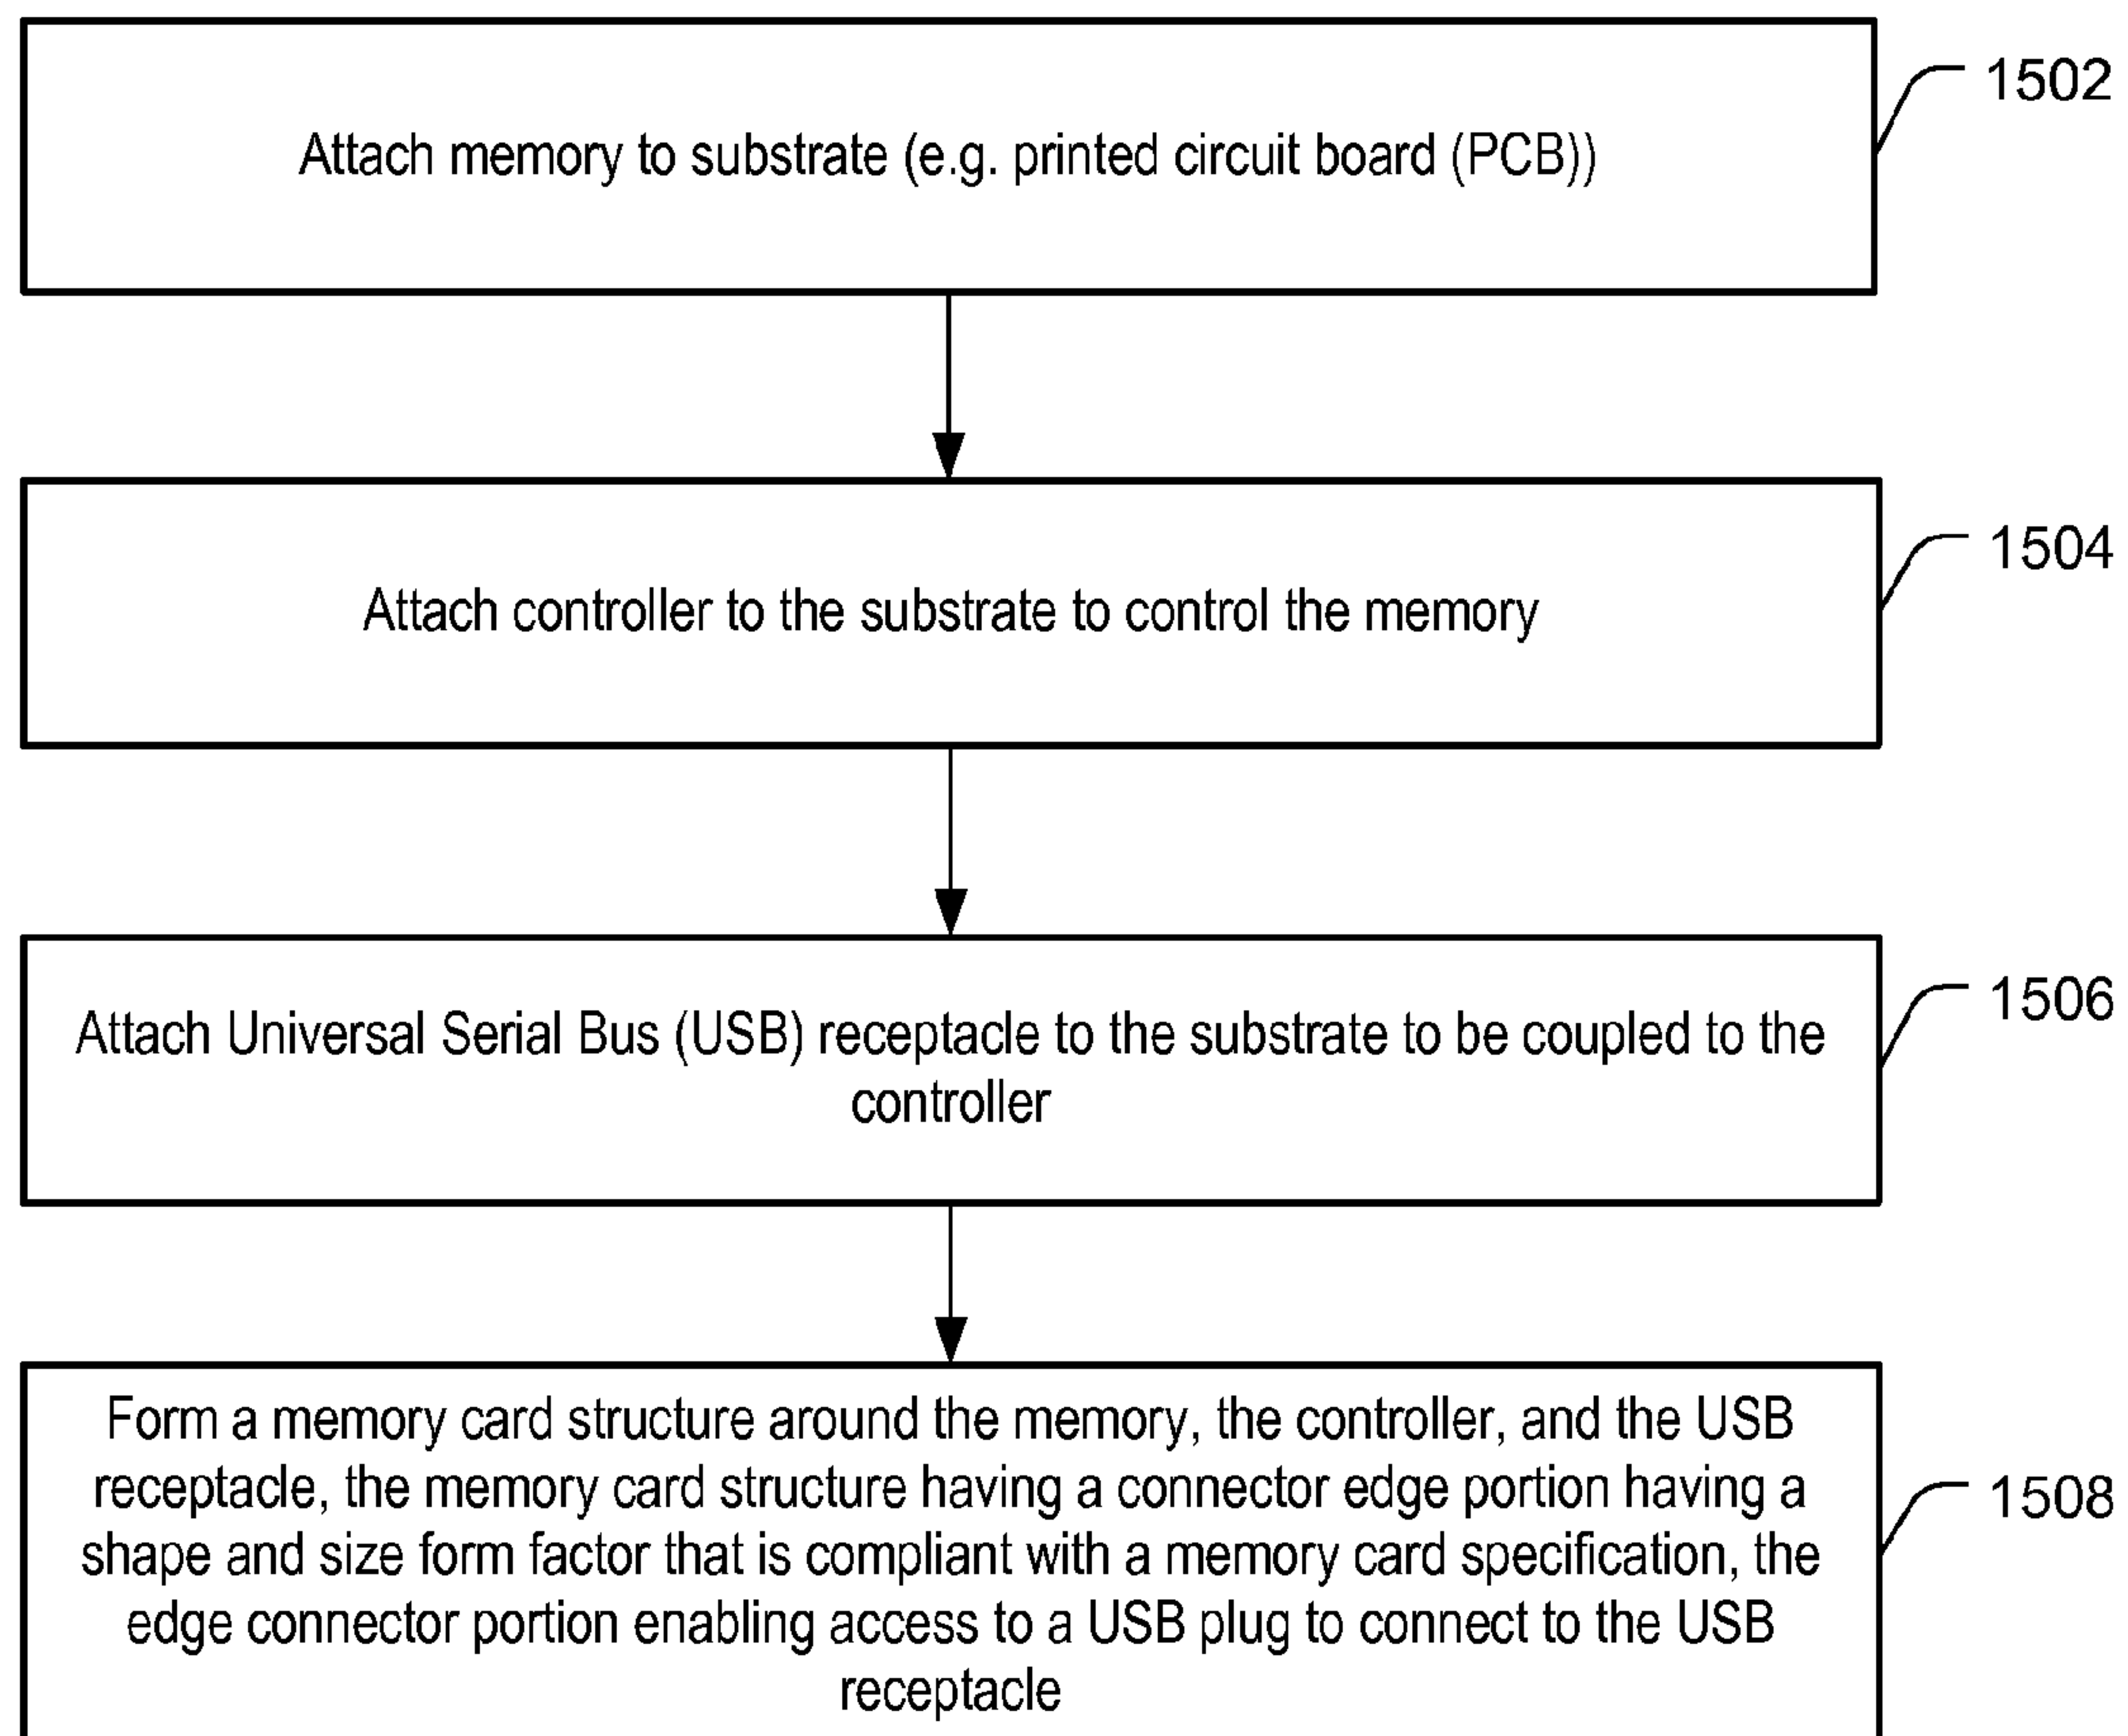 Attach memory to substrate (e.g. printed circuit board (PCB))
1502
Attach controller to the substrate to control the memory
1504
Attach Universal Serial Bus (USB) receptacle to the substrate to be coupled to the
controller
1506
Form a memory card structure around the memory, the controller, and the USB
receptacle, the memory card structure having a connector edge portion having a
shape and size form factor that is compliant with a memory card specification, the
edge connector portion enabling access to a USB plug to connect to the USB
receptacle
1508